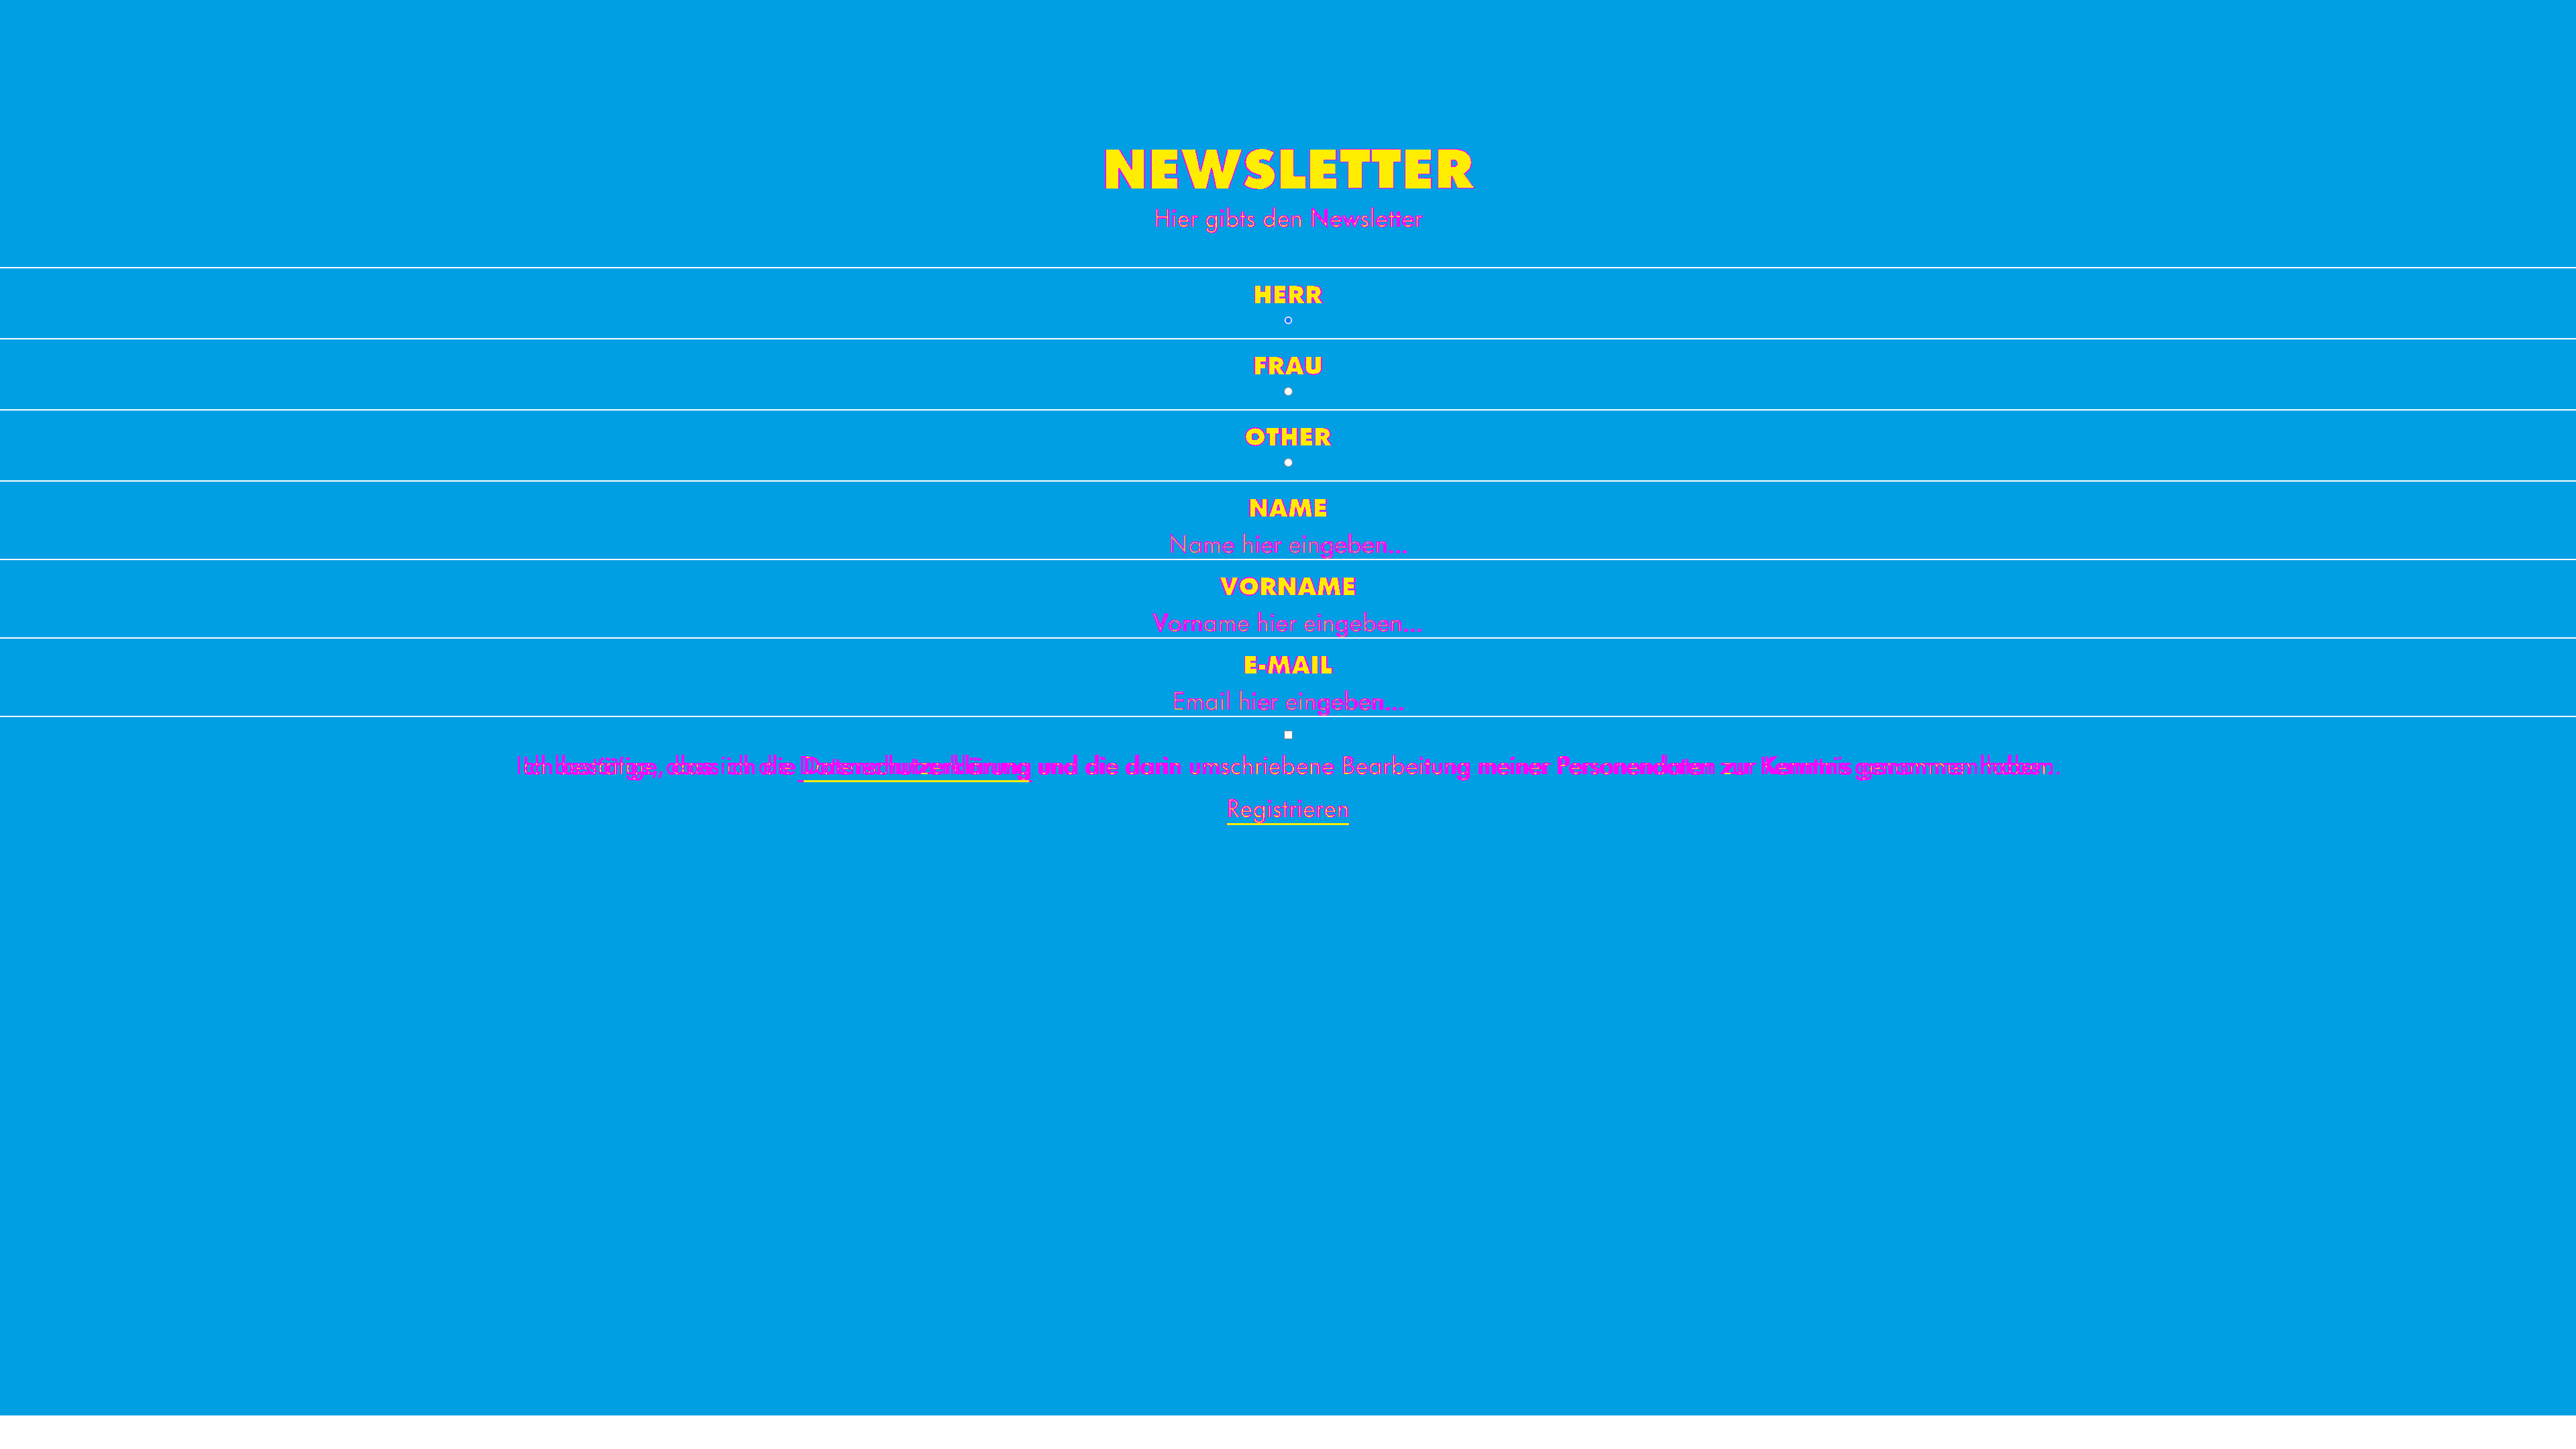 NEWSLETTER
Hier gibts den Newsletter
HERR
FRAU
OTHER
NAME
Name hier eingeben...
VORNAME
Vorname hier eingeben...
E-MAIL
Email hier eingeben...
Ich bestätige, dass ich die Datenschutzerklärung und die darin umschriebene Bearbeitung meiner Personendaten zur Kenntnis genommen haben.
Registrieren